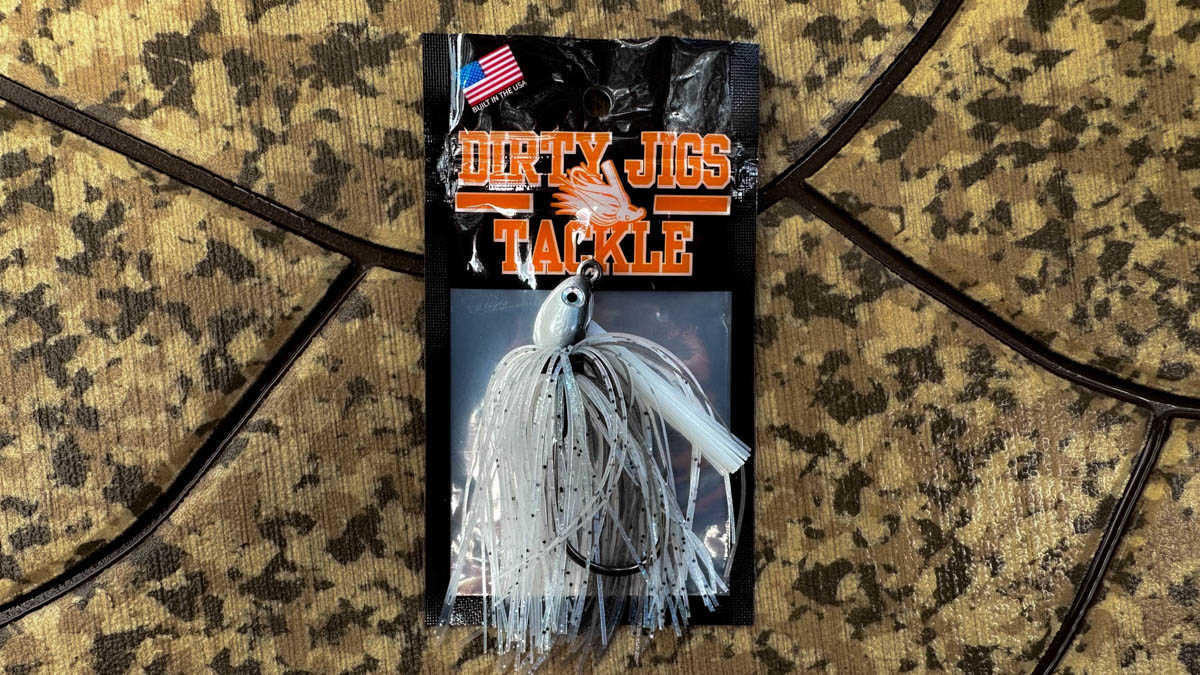 BUILT IN THE USA
DIRTY JIGS
TACKLE